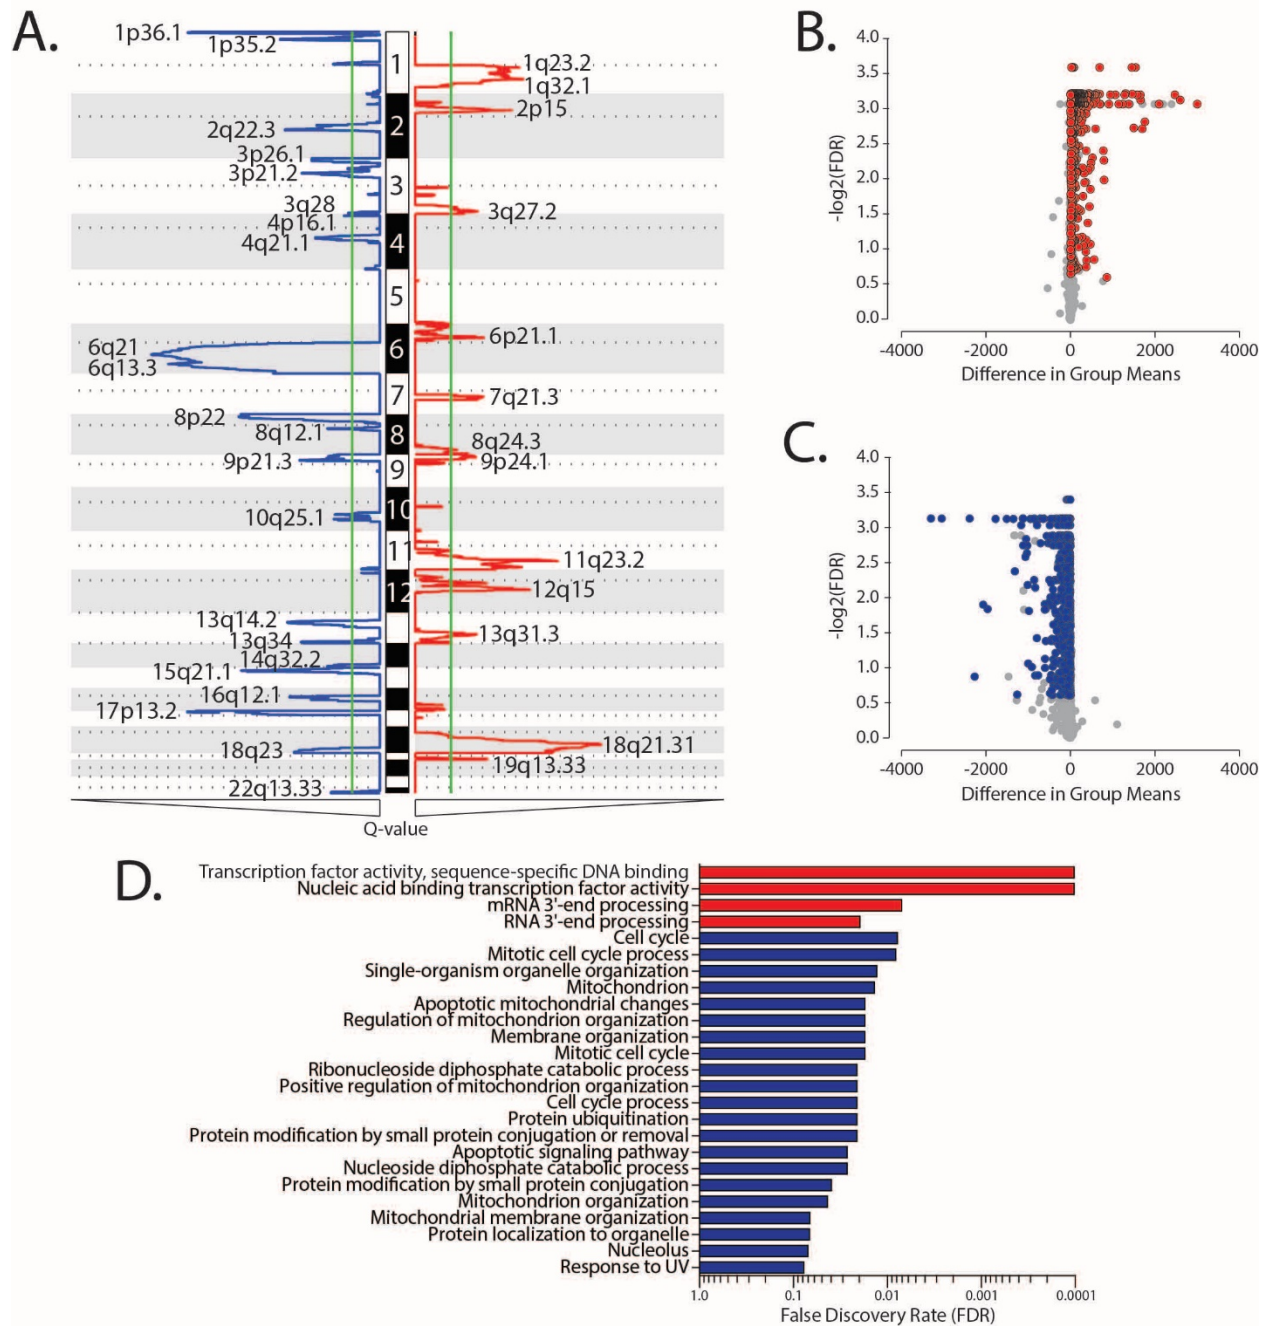 A.
1p36.1
1p35.2
2q22.3
3p26.1
3p21.2
3q28
4p16.1
4q21.1
6q21
6q13.3
8p22
8q12.1
9p21.3
10q25.1
13q14.2
13q34
14q32.2
15q21.1
16q12.1
17p13.2
18q23
22q13.33
1
2
3
4
5
6
7
8
9
10
11
12
1q23.2
1q32.1
2p15
3q27.2
6p21.1
7q21.3
8q24.3
9p24.1
11q23.2
12q15
13q31.3
18q21.31
19q13.33
Q-value
B.
4.0
3.5
3.0
2.5
2.0
1.5
1.0
0.5
0.0
-log2(FDR)
-4000 -2000 0 2000 4000
Difference in Group Means
C.
4.0
3.5
3.0
2.5
2.0
1.5
1.0
0.5
0.0
-log2(FDR)
-4000 -2000 0 2000 4000
Difference in Group Means
D.
Transcription factor activity, sequence-specific DNA binding
Nucleic acid binding transcription factor activity
mRNA 3'-end processing
RNA 3'-end processing
Cell cycle
Mitotic cell cycle process
Single-organism organelle organization
Mitochondrion
Apoptotic mitochondrial changes
Regulation of mitochondrion organization
Membrane organization
Mitotic cell cycle
Ribonucleoside diphosphate catabolic process
Positive regulation of mitochondrion organization
Cell cycle process
Protein ubiquitination
Protein modification by small protein conjugation or removal
Apoptotic signaling pathway
Nucleoside diphosphate catabolic process
Protein modification by small protein conjugation
Mitochondrion organization
Mitochondrial membrane organization
Protein localization to organelle
Nucleolus
Response to UV
1.0 0.1 0.01 0.001 0.0001
False Discovery Rate (FDR)